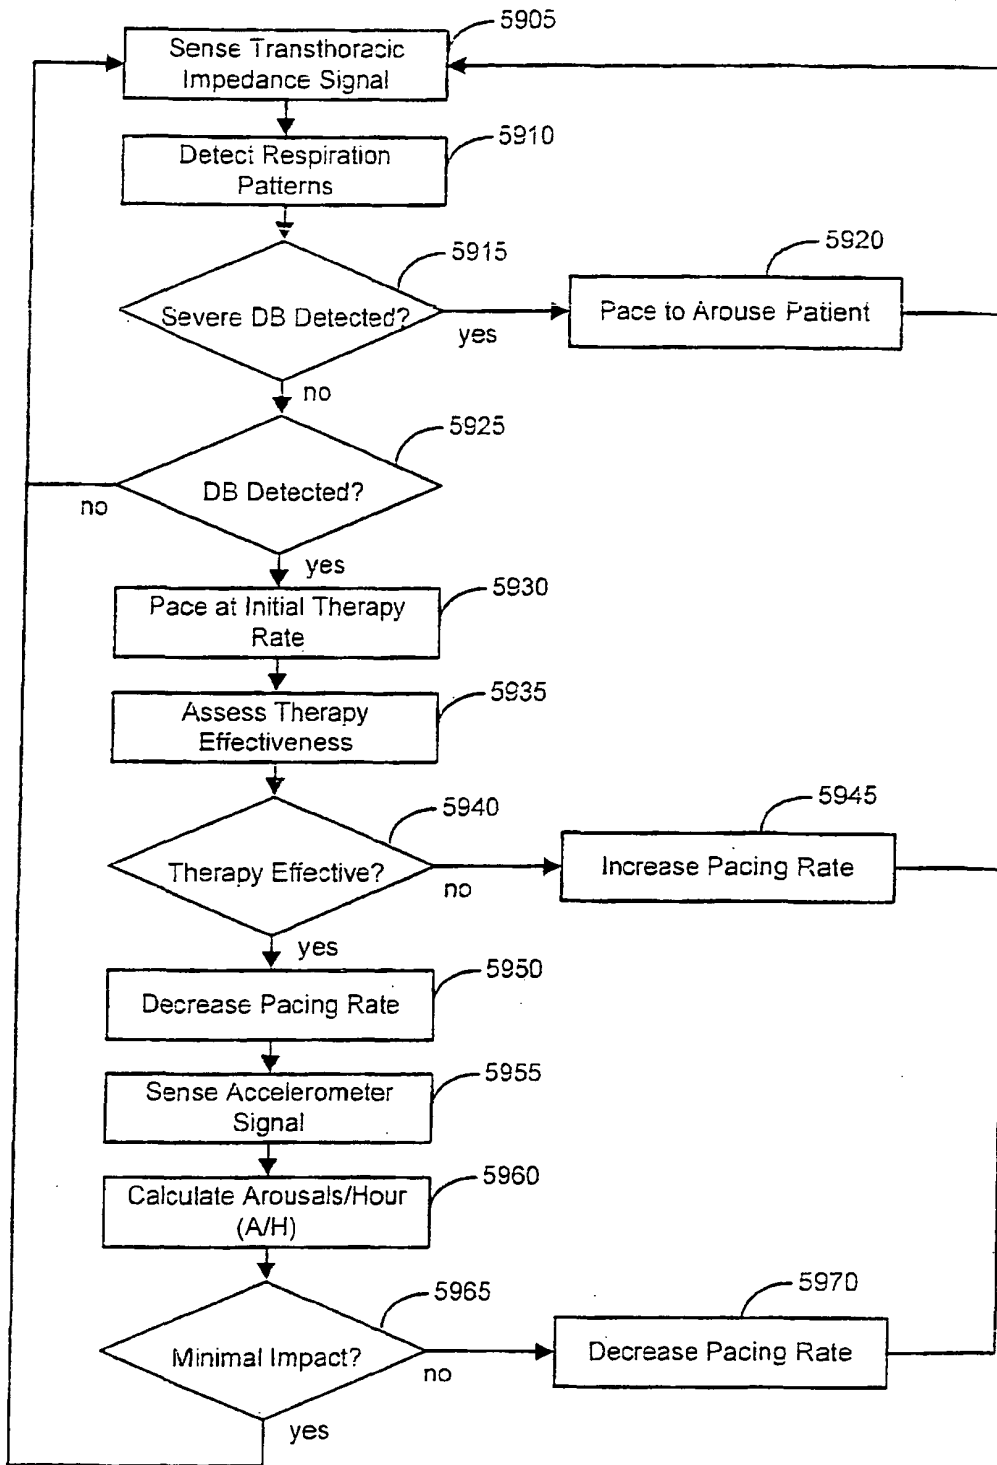 5905
Sense Transthoracic
Impedance Signal
5910
Detect Respiration
Patterns
5915
Severe DB Detected?
yes
5920
Pace to Arouse Patient
no
5925
DB Detected?
no
yes
5930
Pace at Initial Therapy
Rate
5935
Assess Therapy
Effectiveness
5940
Therapy Effective?
no
5945
Increase Pacing Rate
yes
5950
Decrease Pacing Rate
5955
Sense Accelerometer
Signal
5960
Calculate Arousals/Hour
(A/H)
5965
Minimal Impact?
no
5970
Decrease Pacing Rate
yes